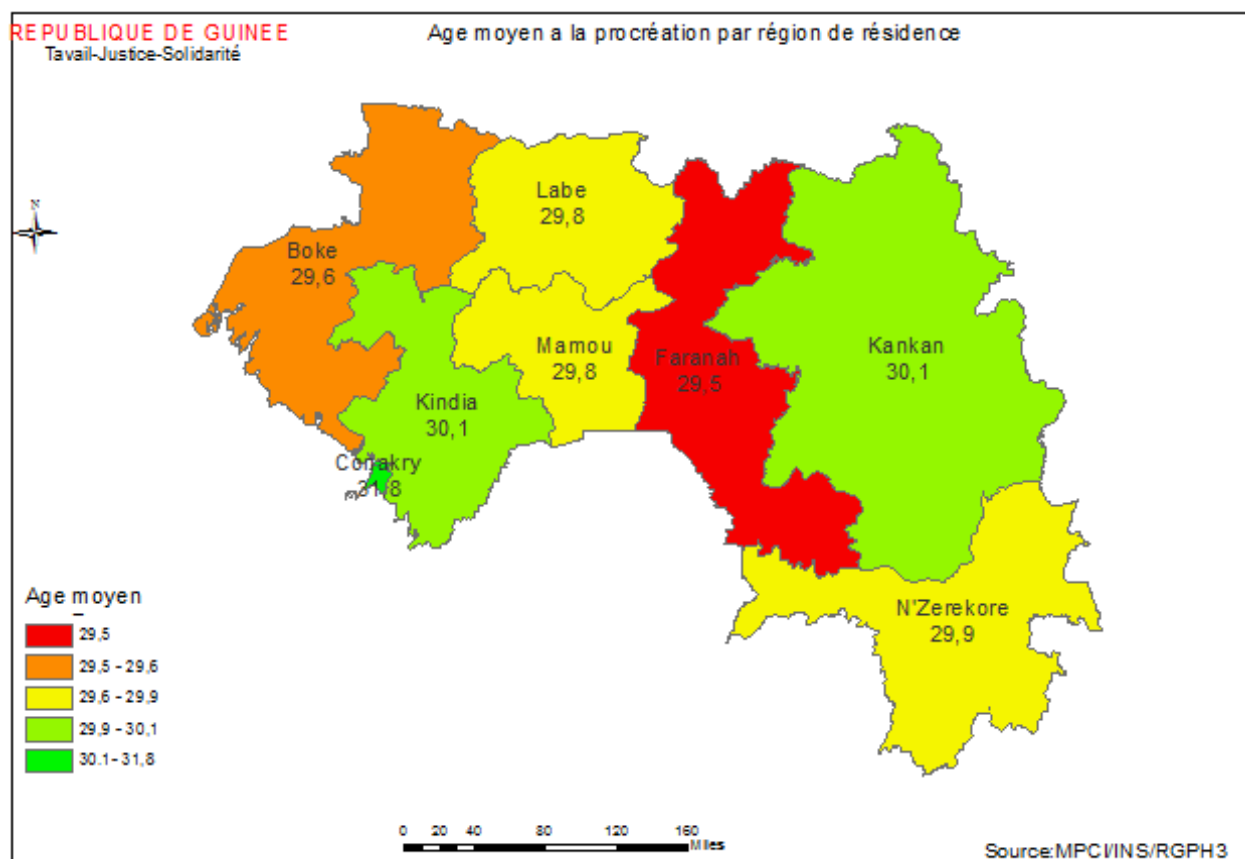 REPUBLIQUE DE GUINEE
Tavail-Justice-Solidarité
Age moyen a la procréation par région de résidence
N
Labe
29,8
Boke
29,6
Mamou
29,8
Faranah
29,5
Kankan
30,1
Kindia
30,1
Conakry
31,8
N'Zerekore
29,9
Age moyen
29,5
29,5 - 29,6
29,6 - 29,9
29,9 - 30,1
30.1 - 31,8
0 20 40 80 120 160
Miles
Source:MPCI/INS/RGPH3